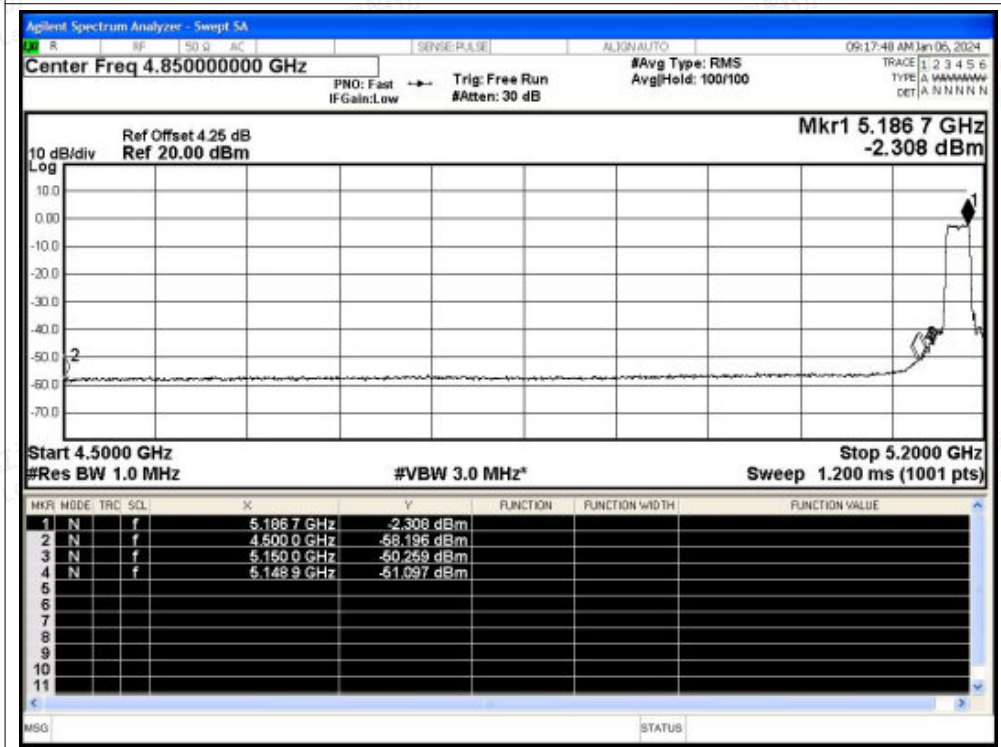 Agilent Spectrum Analyzer - Swept SA
R RF 50 Ω AC SENSE:PULSE ALIGNAUTO 09:17:48 AM Jan 06, 2024
Center Freq 4.850000000 GHz #Avg Type: RMS TRACE 1 2 3 4 5 6
PNO: Fast Trig: Free Run Avg|Hold: 100/100 TYPE A WWWWW
IFGain:Low #Atten: 30 dB DET A N N N N N
Mkr1 5.186 7 GHz
Ref Offset 4.25 dB
10 dB/div Ref 20.00 dBm -2.308 dBm
Log
10.0
1
0.00
-10.0
-20.0
-30.0
-40.0
-50.0
2
-60.0
-70.0
Start 4.5000 GHz Stop 5.2000 GHz
#Res BW 1.0 MHz #VBW 3.0 MHz* Sweep 1.200 ms (1001 pts)
MKR MODE TRC SCL X Y FUNCTION FUNCTION WIDTH FUNCTION VALUE
1 N f 5.186 7 GHz -2.308 dBm
2 N f 4.500 0 GHz -58.196 dBm
3 N f 5.150 0 GHz -50.259 dBm
4 N f 5.148 9 GHz -51.097 dBm
5
6
7
8
9
10
11
MSG STATUS